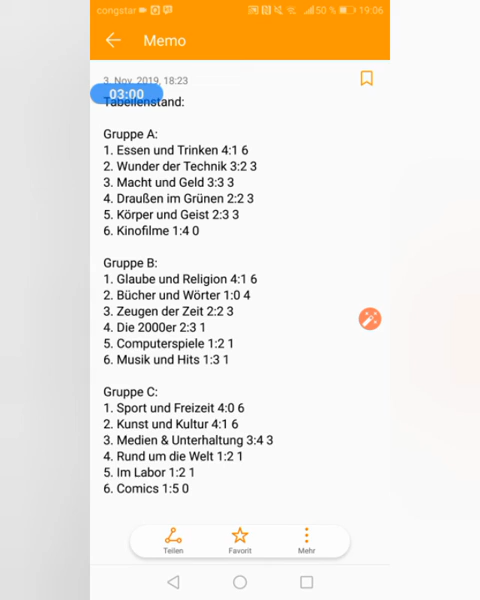 congstar 50 % 19:06
Memo
3. Nov. 2019, 18:23
03:00
Tabellenstand:
Gruppe A:
1. Essen und Trinken 4:1 6
2. Wunder der Technik 3:2 3
3. Macht und Geld 3:3 3
4. Draußen im Grünen 2:2 3
5. Körper und Geist 2:3 3
6. Kinofilme 1:4 0
Gruppe B:
1. Glaube und Religion 4:1 6
2. Bücher und Wörter 1:0 4
3. Zeugen der Zeit 2:2 3
4. Die 2000er 2:3 1
5. Computerspiele 1:2 1
6. Musik und Hits 1:3 1
Gruppe C:
1. Sport und Freizeit 4:0 6
2. Kunst und Kultur 4:1 6
3. Medien & Unterhaltung 3:4 3
4. Rund um die Welt 1:2 1
5. Im Labor 1:2 1
6. Comics 1:5 0
Teilen Favorit Mehr